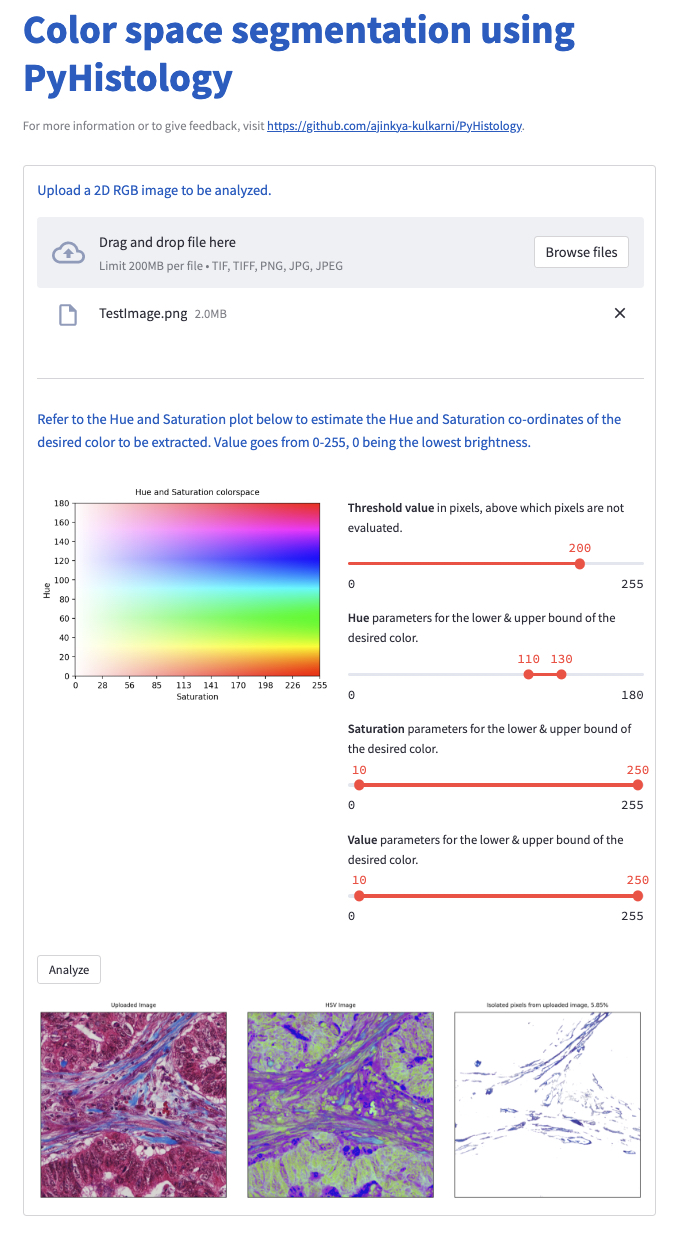 Color space segmentation using
PyHistology
For more information or to give feedback, visit https://github.com/ajinkya-kulkarni/PyHistology.
Upload a 2D RGB image to be analyzed.
Drag and drop file here
Limit 200MB per file • TIF, TIFF, PNG, JPG, JPEG
Browse files
TestImage.png 2.0MB
Refer to the Hue and Saturation plot below to estimate the Hue and Saturation co-ordinates of the
desired color to be extracted. Value goes from 0-255, 0 being the lowest brightness.
Hue and Saturation colorspace
180
160
140
120
100
80
60
40
20
0
Hue
0 28 56 85 113 141 170 198 226 255
Saturation
Threshold value in pixels, above which pixels are not
evaluated.
200
0 255
Hue parameters for the lower & upper bound of the
desired color.
110 130
0 180
Saturation parameters for the lower & upper bound of
the desired color.
10 250
0 255
Value parameters for the lower & upper bound of the
desired color.
10 250
0 255
Analyze
Uploaded Image
HSV Image
Isolated pixels from uploaded image, 5.85%